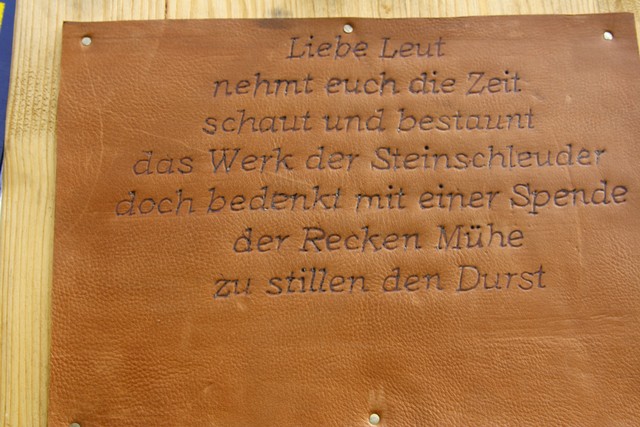 Liebe Leut
nehmt euch die Zeit
schaut und bestaunt
das Werk der Steinschleuder
doch bedenkt mit einer Spende
der Recken Mühe
zu stillen den Durst